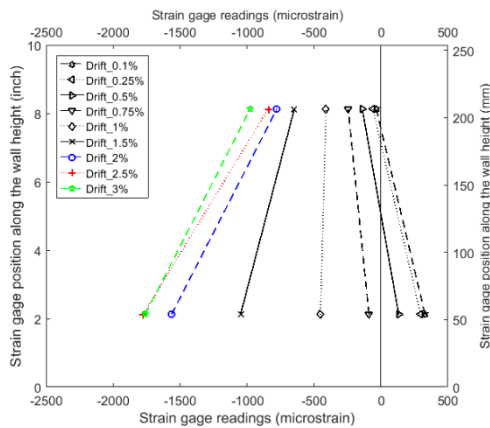 Strain gage readings (microstrain)
-2500 -2000 -1500 -1000 -500 0 500
10 8 6 4 2 0
Strain gage position along the wall height (inch)
Drift_0.1%
Drift_0.25%
Drift_0.5%
Drift_0.75%
Drift_1%
Drift_1.5%
Drift_2%
Drift_2.5%
Drift_3%
250 200 150 100 50 0
Strain gage position along the wall height (mm)
-2500 -2000 -1500 -1000 -500 0 500
Strain gage readings (microstrain)